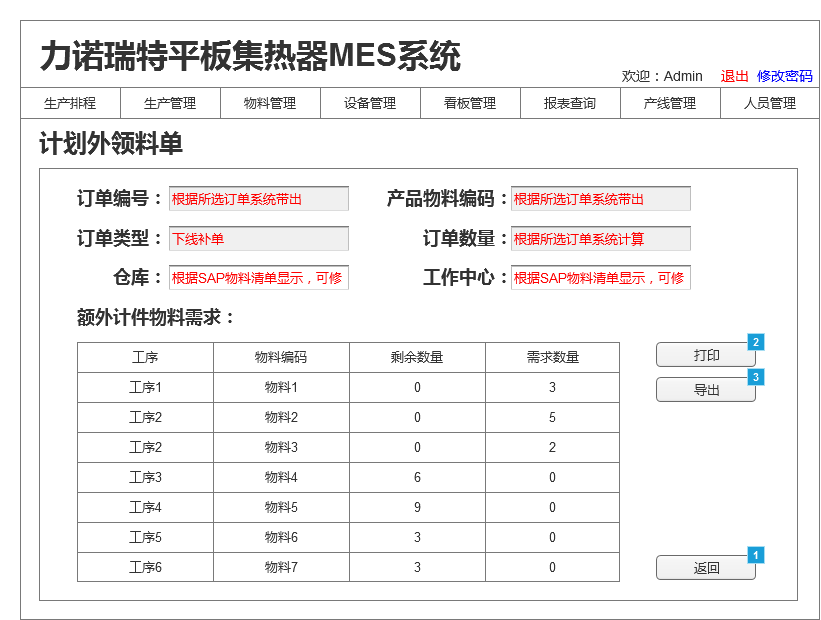 力诺瑞特平板集热器MES系统
欢迎：Admin 退出 修改密码
生产排程 生产管理 物料管理 设备管理 看板管理 报表查询 产线管理 人员管理
计划外领料单
订单编号： 根据所选订单系统带出 产品物料编码： 根据所选订单系统带出
订单类型： 下线补单 订单数量： 根据所选订单系统计算
仓库： 根据SAP物料清单显示，可修 工作中心： 根据SAP物料清单显示，可修
额外计件物料需求：
工序 物料编码 剩余数量 需求数量 打印 2
工序1 物料1 0 3 导出 3
工序2 物料2 0 5
工序2 物料3 0 2
工序3 物料4 6 0
工序4 物料5 9 0
工序5 物料6 3 0
工序6 物料7 3 0 返回 1